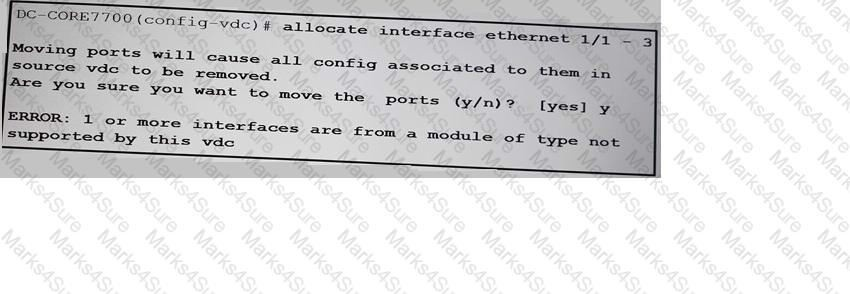 DC-CORE7700(config-vdc)# allocate interface ethernet 1/1 - 3
Moving ports will cause all config associated to them in
source vdc to be removed.
Are you sure you want to move the ports (y/n)? [yes] y
ERROR: 1 or more interfaces are from a module of type not
supported by this vdc
Marks4Sure